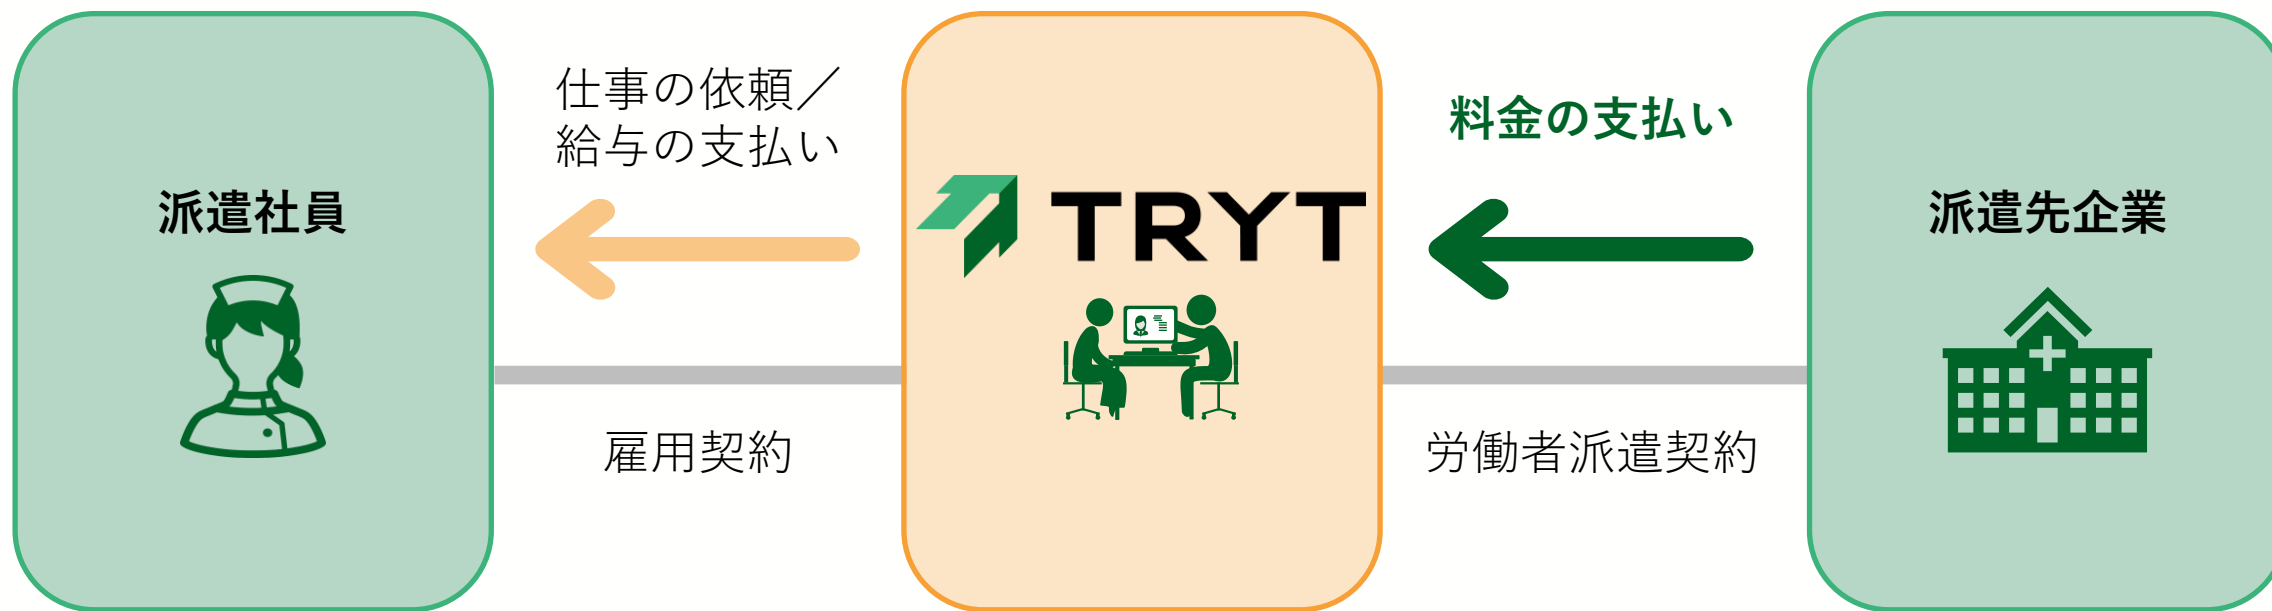 派遣社員
仕事の依頼／
給与の支払い
雇用契約
TRYT
料金の支払い
労働者派遣契約
派遣先企業